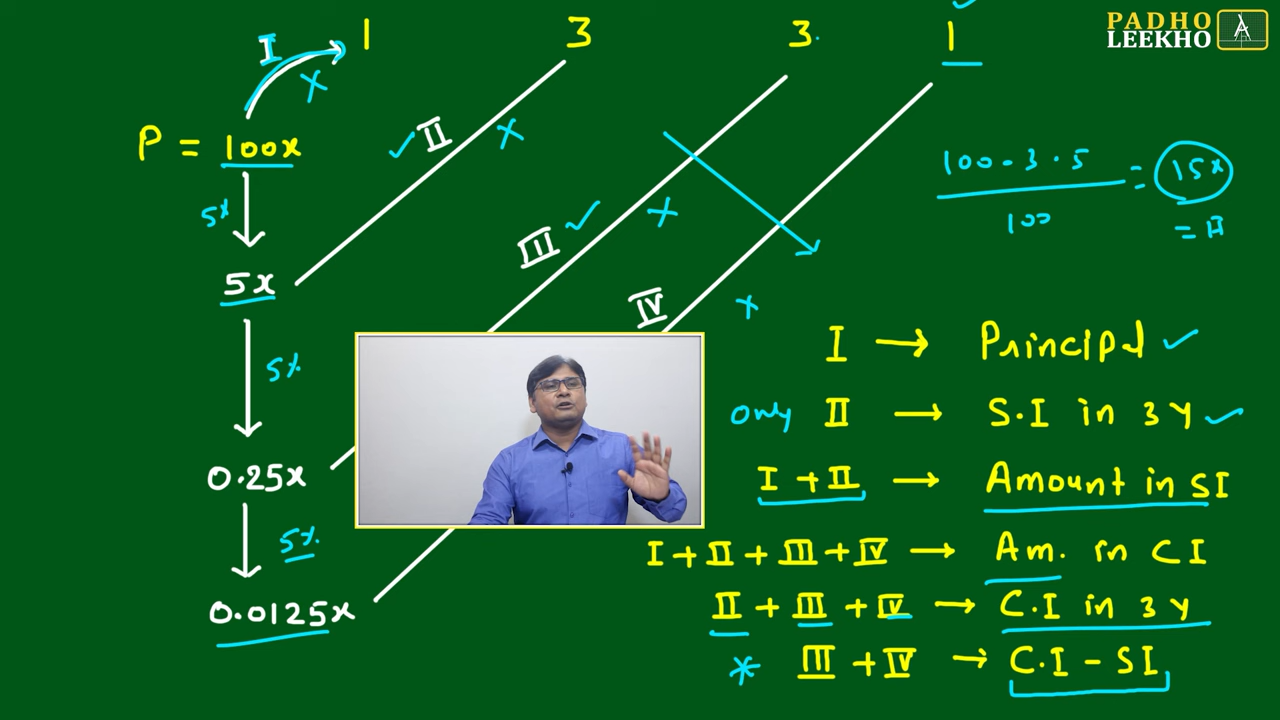 PADHO
LEEKHO
1 3 3 1
I ×
P = 100x
✓ II ×
100 - 3 · 5 / 100 = 15x
5%
III ✓ ×
5x
IV ×
5%
I → Principal ✓
only II → S.I in 3 Y ✓
0.25x
I + II → Amount in SI
5%
I + II + III + IV → Am. in CI
0.0125x
II + III + IV → C.I in 3 Y
* III + IV → C.I - SI